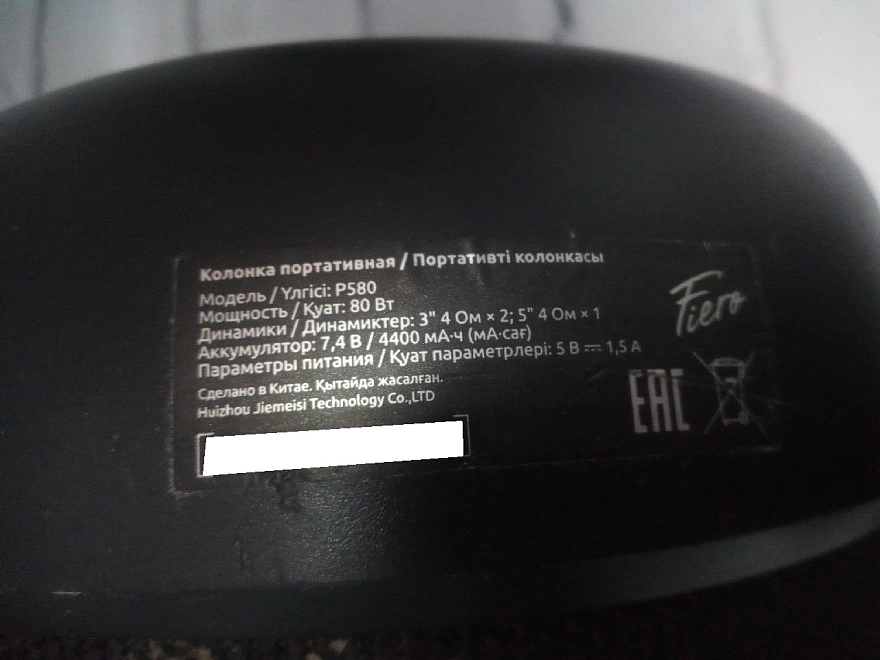 Колонка портативная / Портативті колонкасы
Модель / Үлгісі: P580
Мощность / Қуат: 80 Вт
Динамики / Динамиктер: 3" 4 Ом × 2; 5" 4 Ом × 1
Аккумулятор: 7,4 В / 4400 мА·ч (мА·сағ)
Параметры питания / Қуат параметрлері: 5 В ⎓ 1,5 А
Сделано в Китае. Қытайда жасалған.
Huizhou Jiemeisi Technology Co.,LTD
Fiero
EAC